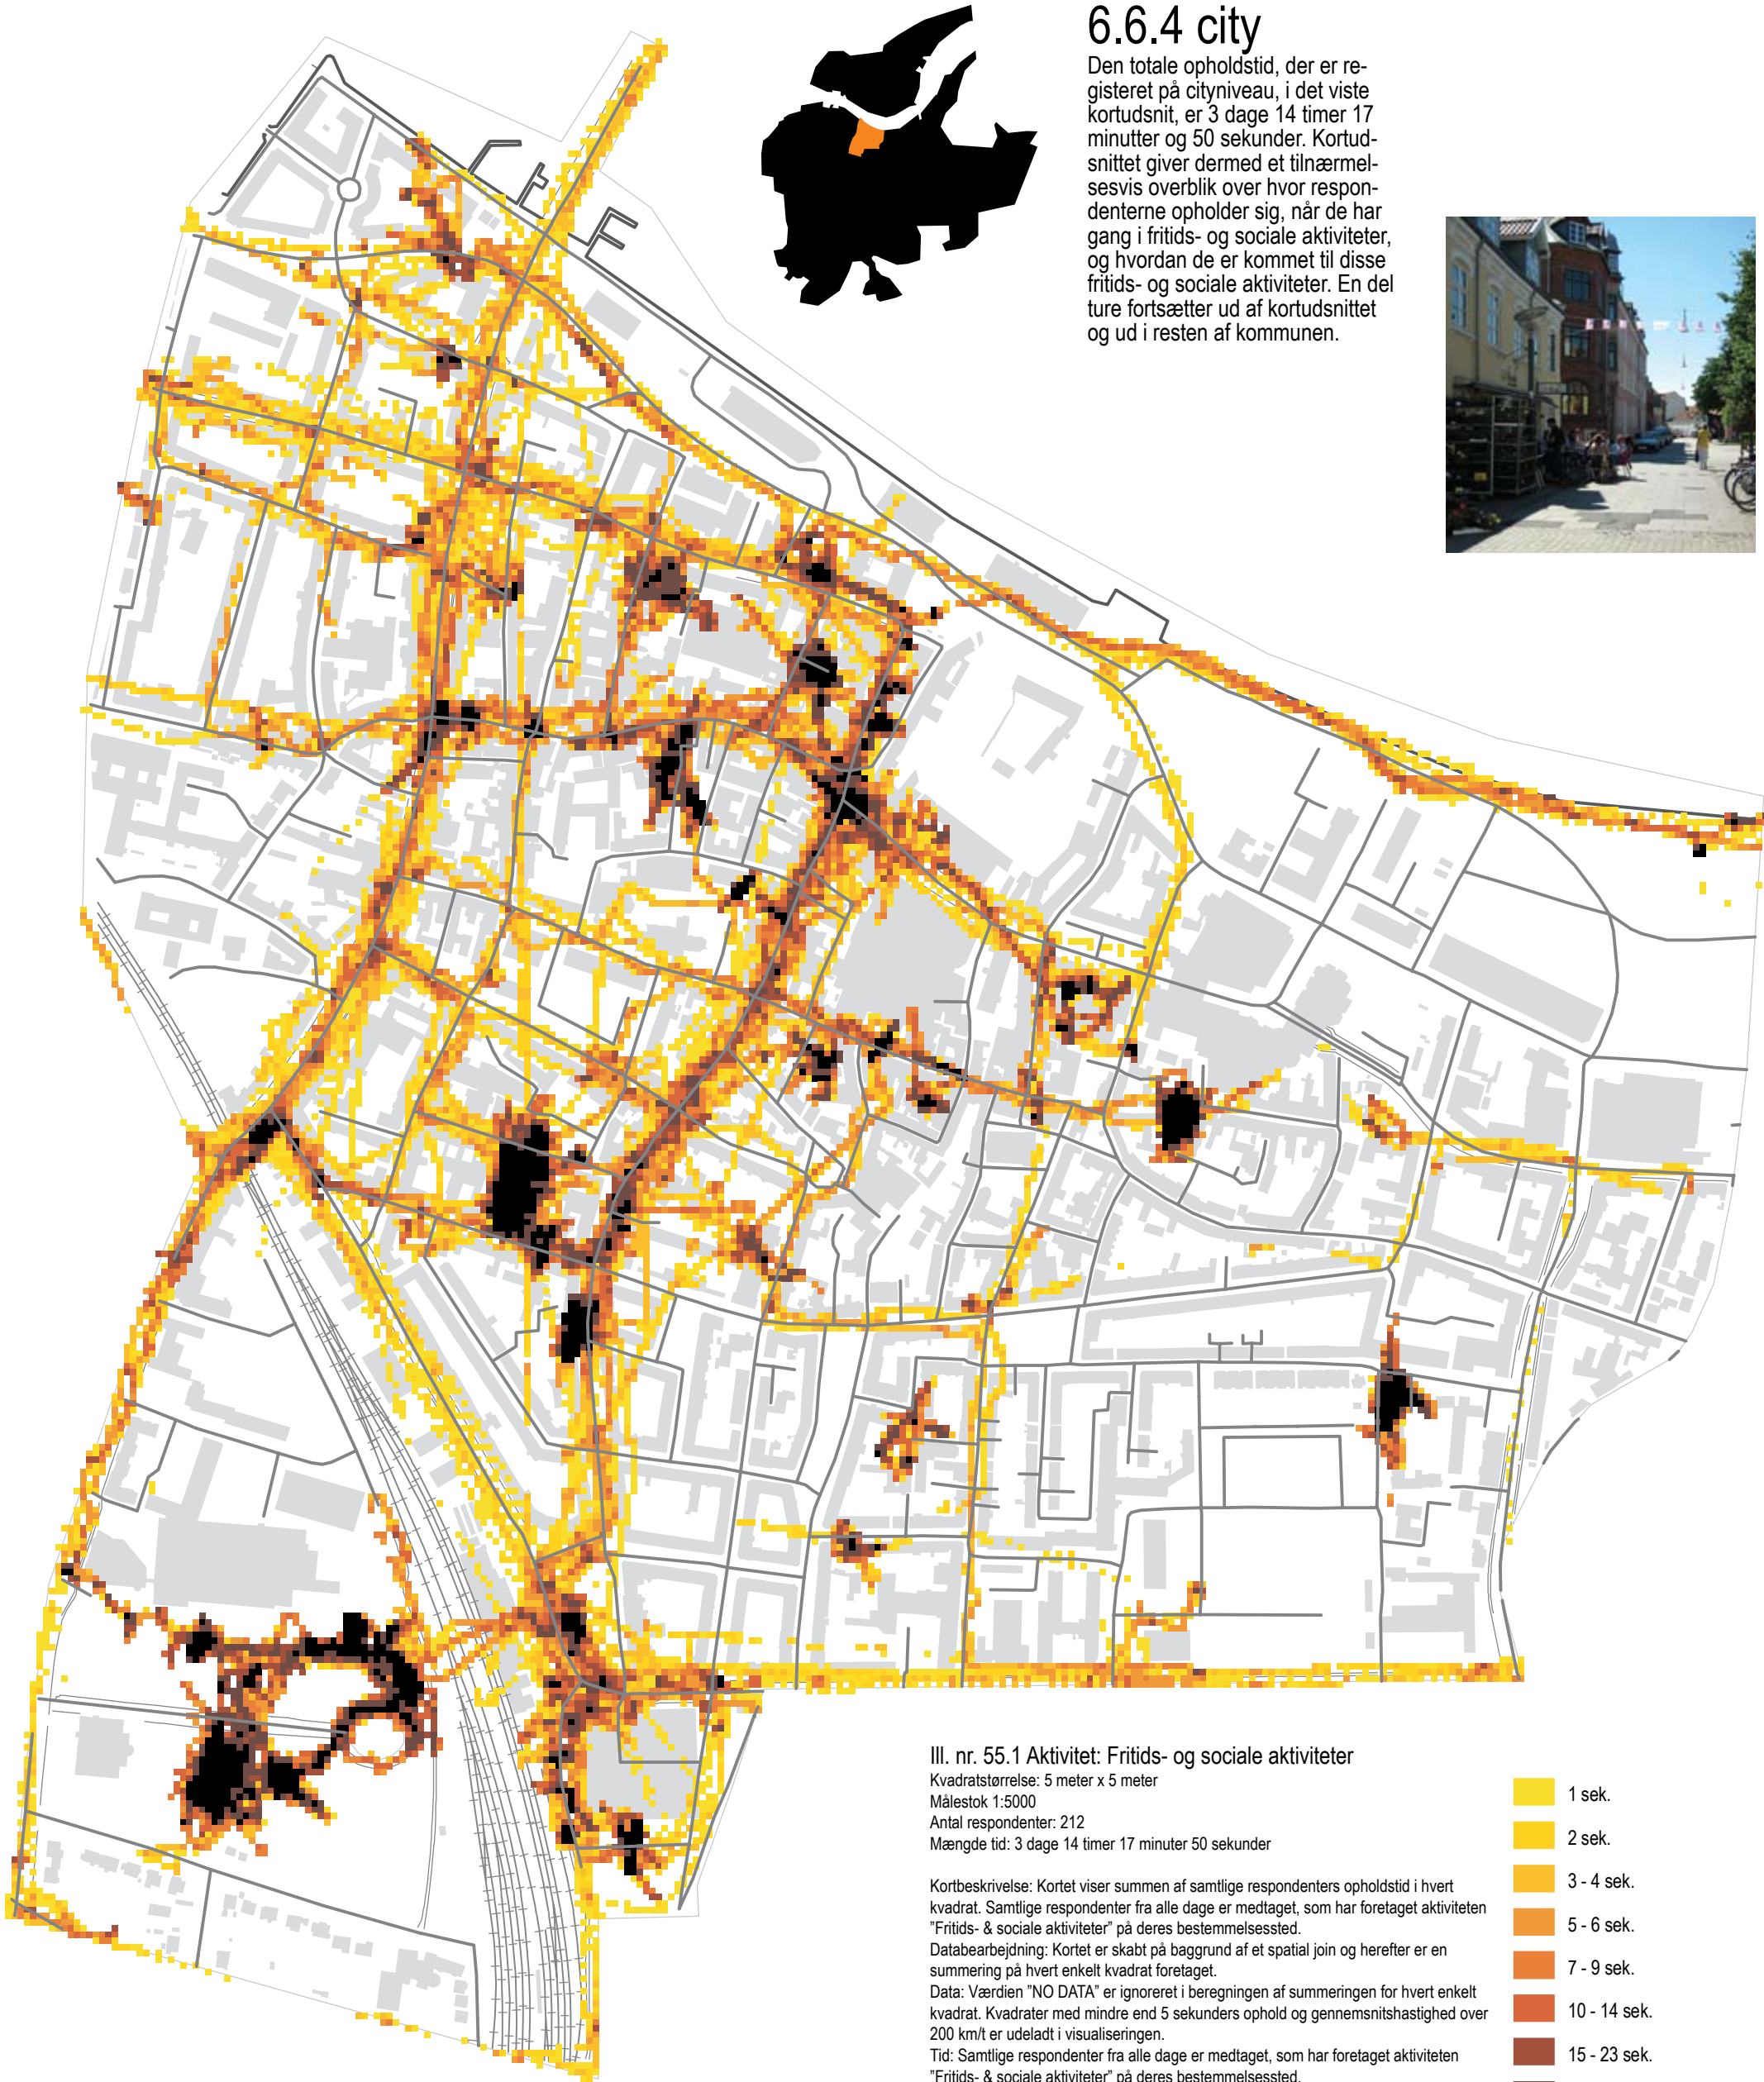 6.6.4 city
Den totale opholdstid, der er re-
gisteret på cityniveau, i det viste
kortudsnit, er 3 dage 14 timer 17
minutter og 50 sekunder. Kortud-
snittet giver dermed et tilnærmel-
sesvis overblik over hvor respon-
denterne opholder sig, når de har
gang i fritids- og sociale aktiviteter,
og hvordan de er kommet til disse
fritids- og sociale aktiviteter. En del
ture fortsætter ud af kortudsnittet
og ud i resten af kommunen.
Ill. nr. 55.1 Aktivitet: Fritids- og sociale aktiviteter
Kvadratstørrelse: 5 meter x 5 meter
Målestok 1:5000
Antal respondenter: 212
Mængde tid: 3 dage 14 timer 17 minuter 50 sekunder
Kortbeskrivelse: Kortet viser summen af samtlige respondenters opholdstid i hvert
kvadrat. Samtlige respondenter fra alle dage er medtaget, som har foretaget aktiviteten
"Fritids- & sociale aktiviteter" på deres bestemmelsessted.
Databearbejdning: Kortet er skabt på baggrund af et spatial join og herefter er en
summering på hvert enkelt kvadrat foretaget.
Data: Værdien "NO DATA" er ignoreret i beregningen af summeringen for hvert enkelt
kvadrat. Kvadrater med mindre end 5 sekunders ophold og gennemsnitshastighed over
200 km/t er udeladt i visualiseringen.
Tid: Samtlige respondenter fra alle dage er medtaget, som har foretaget aktiviteten
"Fritids- & sociale aktiviteter" på deres bestemmelsessted.
1 sek.
2 sek.
3 - 4 sek.
5 - 6 sek.
7 - 9 sek.
10 - 14 sek.
15 - 23 sek.